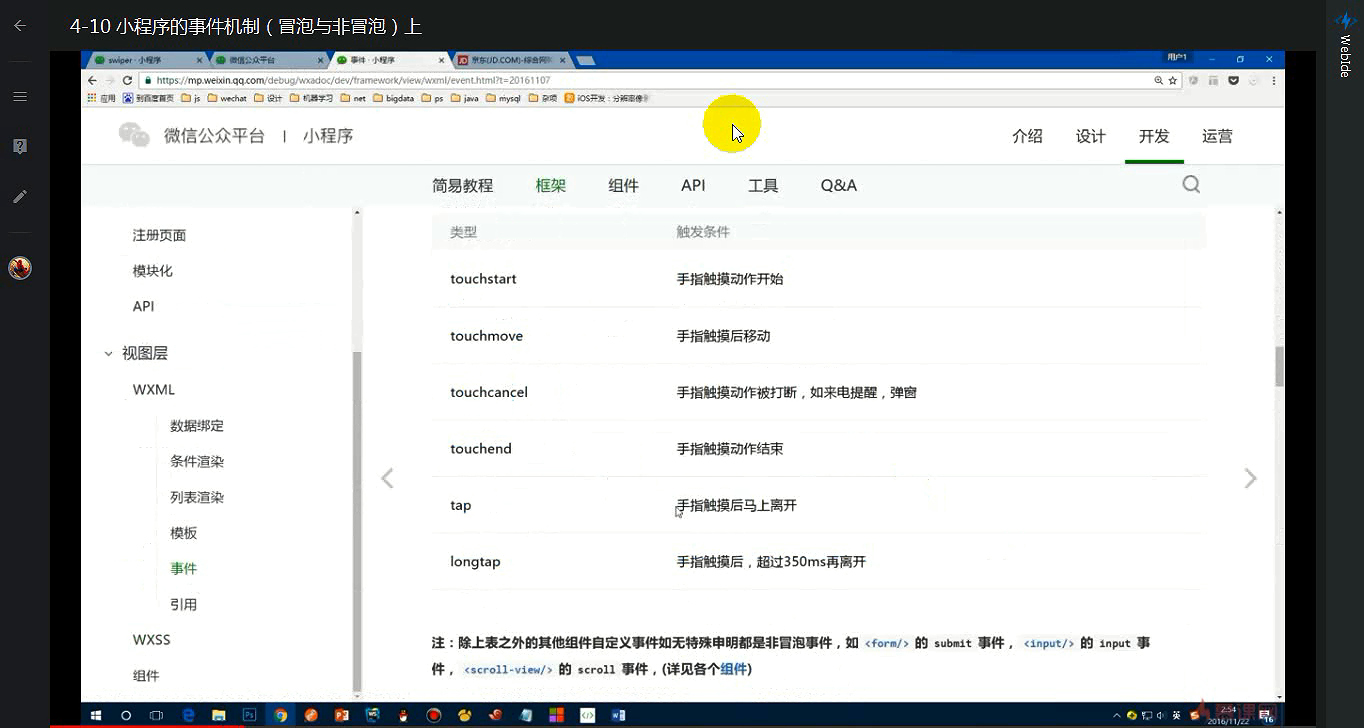 4-10 小程序的事件机制（冒泡与非冒泡）上
WebIde
swiper · 小程序
微信公众平台
事件 · 小程序
京东(JD.COM)-综合网购
用户1
https://mp.weixin.qq.com/debug/wxadoc/dev/framework/view/wxml/event.html?t=20161107
应用 到百度首页 js wechat 设计 机器学习 net bigdata ps java mysql 杂项 iOS开发：分辨率像
微信公众平台 | 小程序
介绍 设计 开发 运营
简易教程 框架 组件 API 工具 Q&A
注册页面
模块化
API
视图层
WXML
数据绑定
条件渲染
列表渲染
模板
事件
引用
WXSS
组件
类型 触发条件
touchstart 手指触摸动作开始
touchmove 手指触摸后移动
touchcancel 手指触摸动作被打断，如来电提醒，弹窗
touchend 手指触摸动作结束
tap 手指触摸后马上离开
longtap 手指触摸后，超过350ms再离开
注：除上表之外的其他组件自定义事件如无特殊申明都是非冒泡事件，如 <form/> 的 submit 事件， <input/> 的 input 事
件， <scroll-view/> 的 scroll 事件，(详见各个组件)
英
2:54
2016/11/22
16